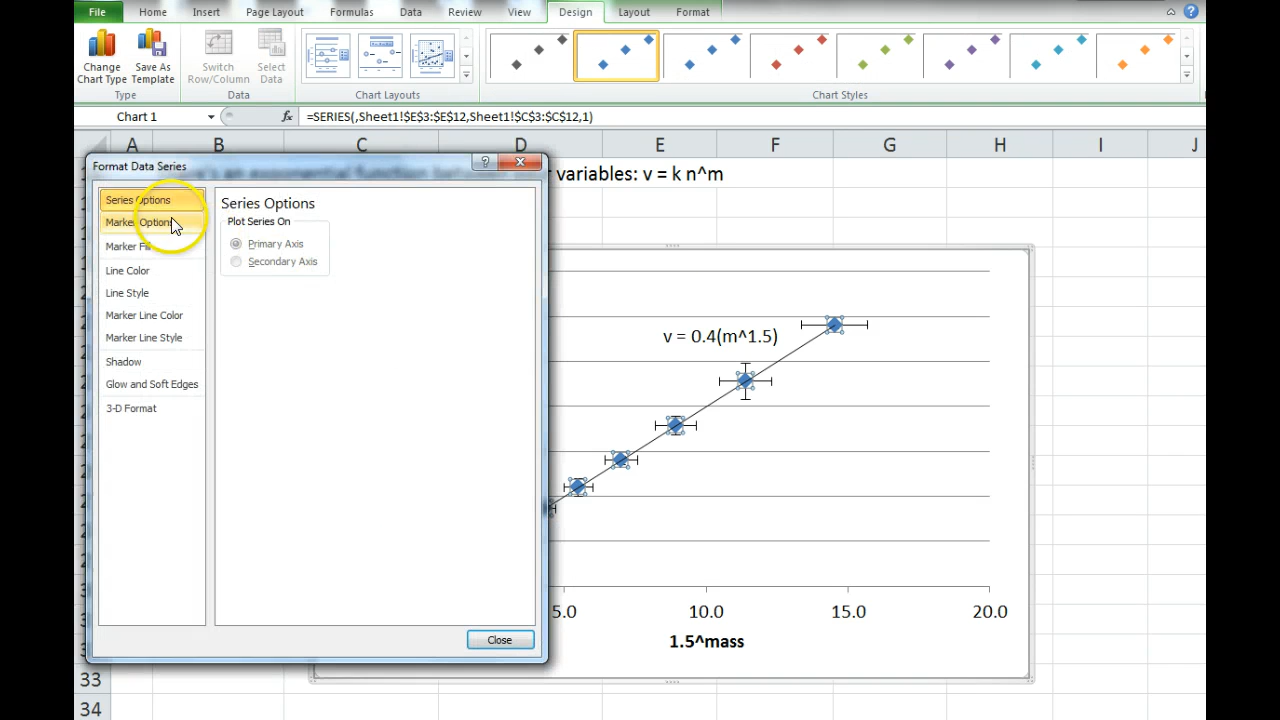 File Home Insert Page Layout Formulas Data Review View Design Layout Format
Change Chart Type
Save As Template
Switch Row/Column
Select Data
Type Data Chart Layouts Chart Styles
Chart 1 fx =SERIES(,Sheet1!$E$3:$E$12,Sheet1!$C$3:$C$12,1)
A B C D E F G H I J
variables: v = k n^m
Format Data Series
Series Options
Marker Options
Marker
Line Color
Line Style
Marker Line Color
Marker Line Style
Shadow
Glow and Soft Edges
3-D Format
Series Options
Plot Series On
Primary Axis
Secondary Axis
Close
v = 0.4(m^1.5)
5.0 10.0 15.0 20.0
1.5^mass
33
34